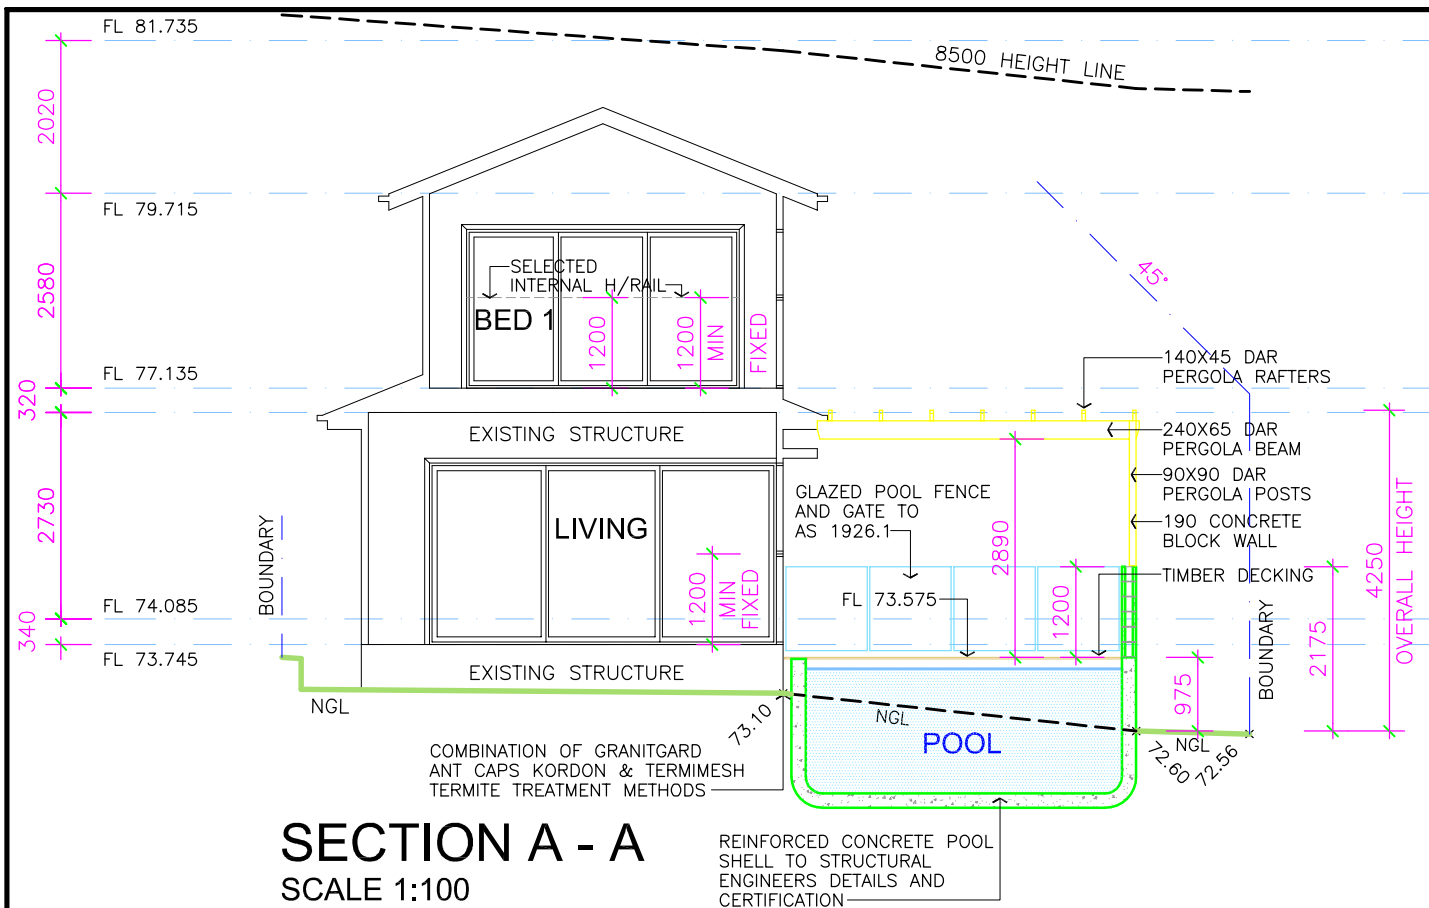 FL 81.735
8500 HEIGHT LINE
2020
FL 79.715
2580
SELECTED
INTERNAL H/RAIL
BED 1
1200
1200
MIN
FIXED
45°
FL 77.135
320
140X45 DAR
PERGOLA RAFTERS
EXISTING STRUCTURE
240X65 DAR
PERGOLA BEAM
90X90 DAR
PERGOLA POSTS
190 CONCRETE
BLOCK WALL
TIMBER DECKING
2730
BOUNDARY
LIVING
GLAZED POOL FENCE
AND GATE TO
AS 1926.1
2890
1200
MIN
FIXED
FL 73.575
1200
4250
OVERALL HEIGHT
2175
975
BOUNDARY
FL 74.085
340
FL 73.745
EXISTING STRUCTURE
NGL
73.10
NGL
POOL
NGL
72.60
72.56
COMBINATION OF GRANITGARD
ANT CAPS KORDON & TERMIMESH
TERMITE TREATMENT METHODS
SECTION A - A
SCALE 1:100
REINFORCED CONCRETE POOL
SHELL TO STRUCTURAL
ENGINEERS DETAILS AND
CERTIFICATION